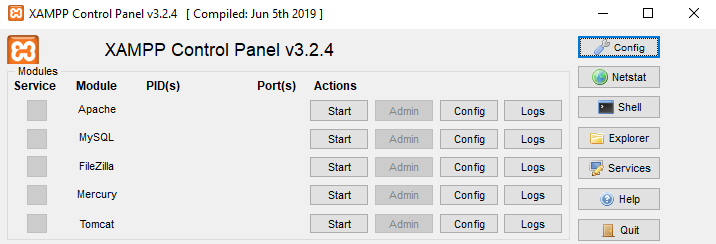 XAMPP Control Panel v3.2.4 [ Compiled: Jun 5th 2019 ]
XAMPP Control Panel v3.2.4
Config
Modules
Service Module PID(s) Port(s) Actions
Netstat
Apache Start Admin Config Logs
Shell
MySQL Start Admin Config Logs
Explorer
FileZilla Start Admin Config Logs
Services
Mercury Start Admin Config Logs
Help
Tomcat Start Admin Config Logs
Quit